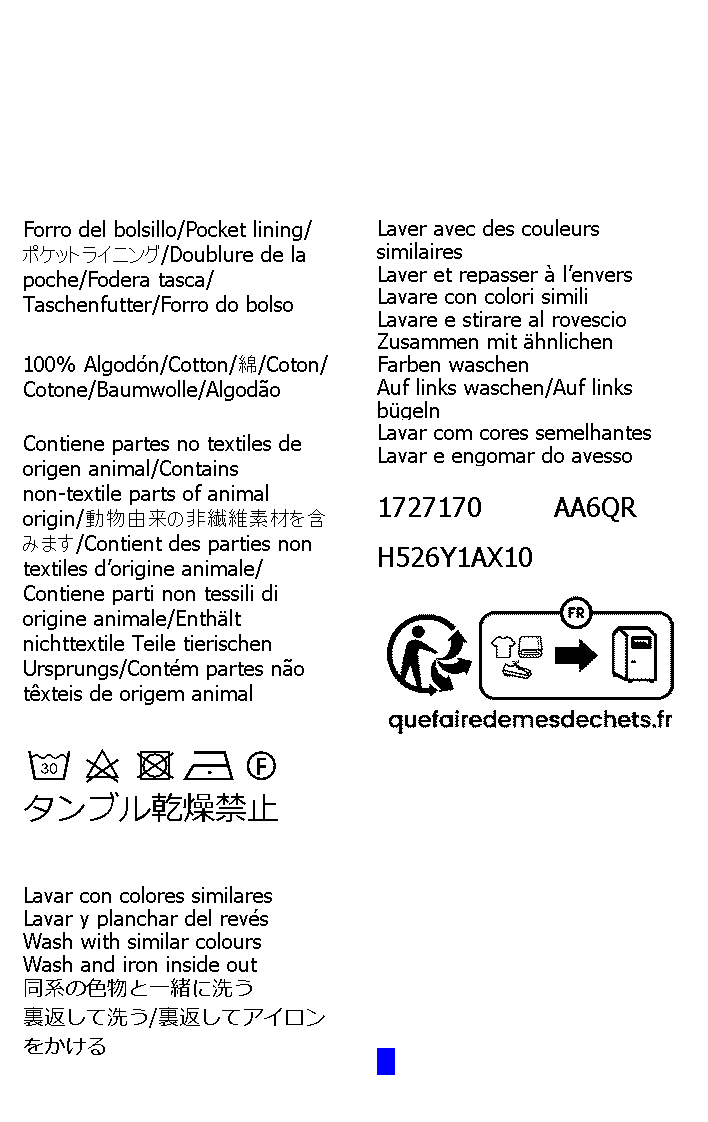 Forro del bolsillo/Pocket lining/
ポケットライニング/Doublure de la
poche/Fodera tasca/
Taschenfutter/Forro do bolso
100% Algodón/Cotton/綿/Coton/
Cotone/Baumwolle/Algodão
Contiene partes no textiles de
origen animal/Contains
non-textile parts of animal
origin/動物由来の非繊維素材を含
みます/Contient des parties non
textiles d'origine animale/
Contiene parti non tessili di
origine animale/Enthält
nichttextile Teile tierischen
Ursprungs/Contém partes não
têxteis de origem animal
30 F
タンブル乾燥禁止
Lavar con colores similares
Lavar y planchar del revés
Wash with similar colours
Wash and iron inside out
同系の色物と一緒に洗う
裏返して洗う/裏返してアイロン
をかける
Laver avec des couleurs
similaires
Laver et repasser à l'envers
Lavare con colori simili
Lavare e stirare al rovescio
Zusammen mit ähnlichen
Farben waschen
Auf links waschen/Auf links
bügeln
Lavar com cores semelhantes
Lavar e engomar do avesso
1727170 AA6QR
H526Y1AX10
FR
quefairedemesdechets.fr